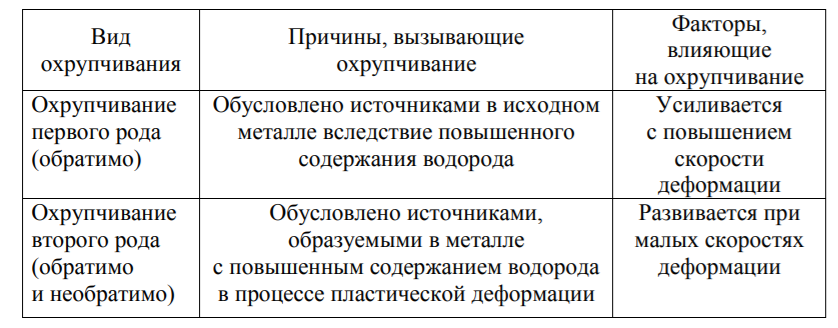 Вид
охрупчивания
Причины, вызывающие
охрупчивание
Факторы,
влияющие
на охрупчивание
Охрупчивание
первого рода
(обратимо)
Обусловлено источниками в исходном
металле вследствие повышенного
содержания водорода
Усиливается
с повышением
скорости
деформации
Охрупчивание
второго рода
(обратимо
и необратимо)
Обусловлено источниками,
образуемыми в металле
с повышенным содержанием водорода
в процессе пластической деформации
Развивается при
малых скоростях
деформации